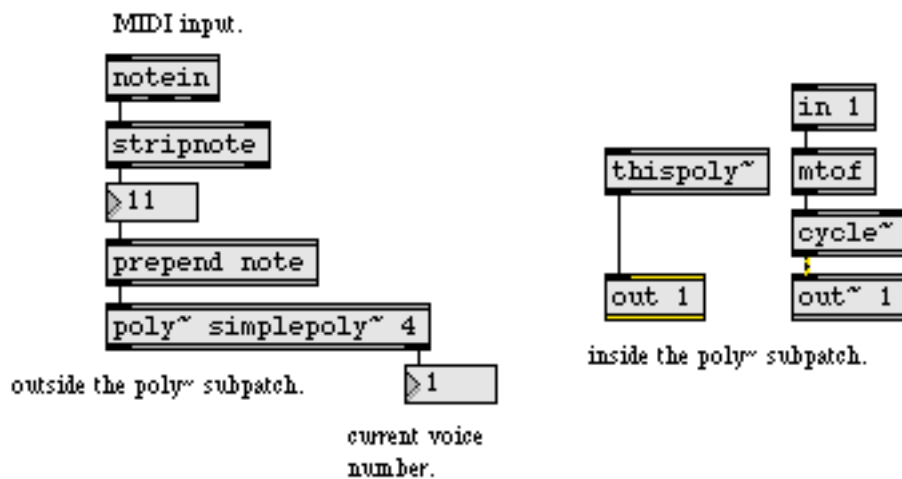 MIDI input.
notein
stripnote
11
prepend note
poly~ simplepoly~ 4
outside the poly~ subpatch.
1
current voice
number.
in 1
thispoly~
mtof
cycle~
out 1
out~ 1
inside the poly~ subpatch.